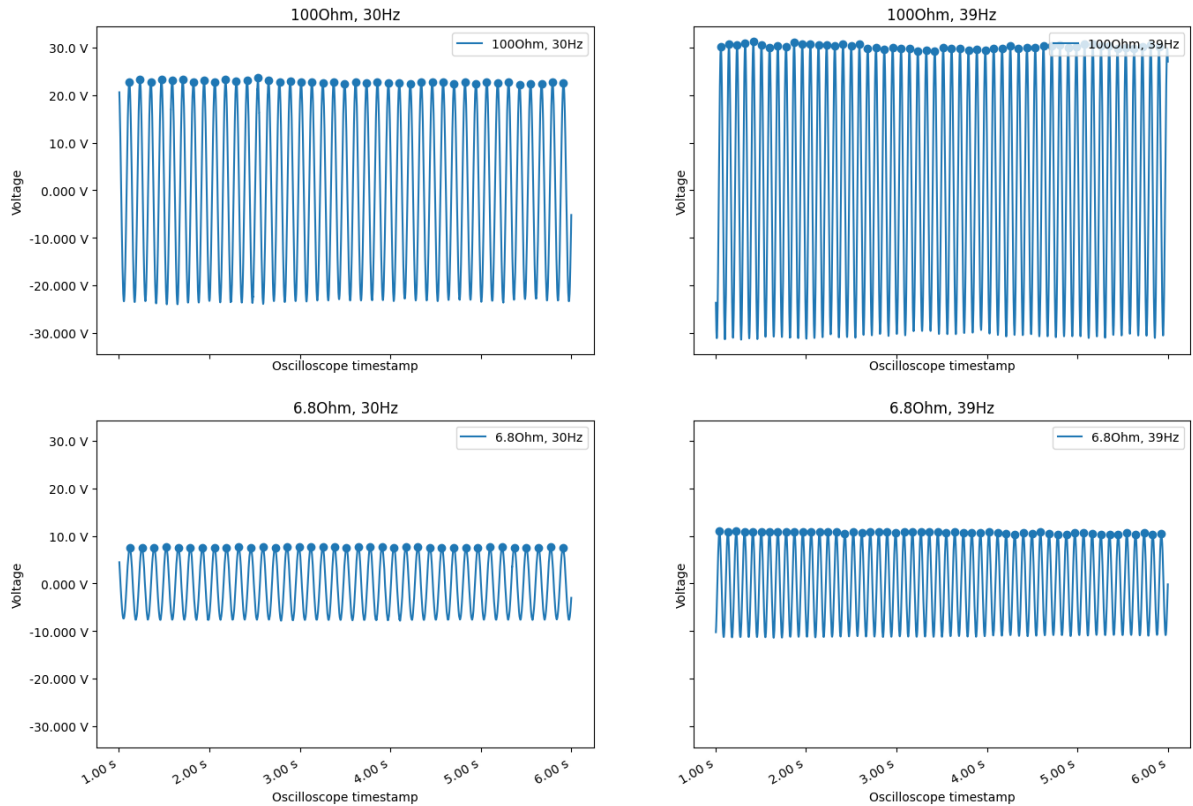 100Ohm, 30Hz
100Ohm, 30Hz
30.0 V
20.0 V
10.0 V
0.000 V
-10.000 V
-20.000 V
-30.000 V
Voltage
Oscilloscope timestamp
100Ohm, 39Hz
100Ohm, 39Hz
Voltage
Oscilloscope timestamp
6.8Ohm, 30Hz
6.8Ohm, 30Hz
30.0 V
20.0 V
10.0 V
0.000 V
-10.000 V
-20.000 V
-30.000 V
Voltage
1.00 S
2.00 S
3.00 S
4.00 S
5.00 S
6.00 S
Oscilloscope timestamp
6.8Ohm, 39Hz
6.8Ohm, 39Hz
Voltage
1.00 S
2.00 S
3.00 S
4.00 S
5.00 S
6.00 S
Oscilloscope timestamp